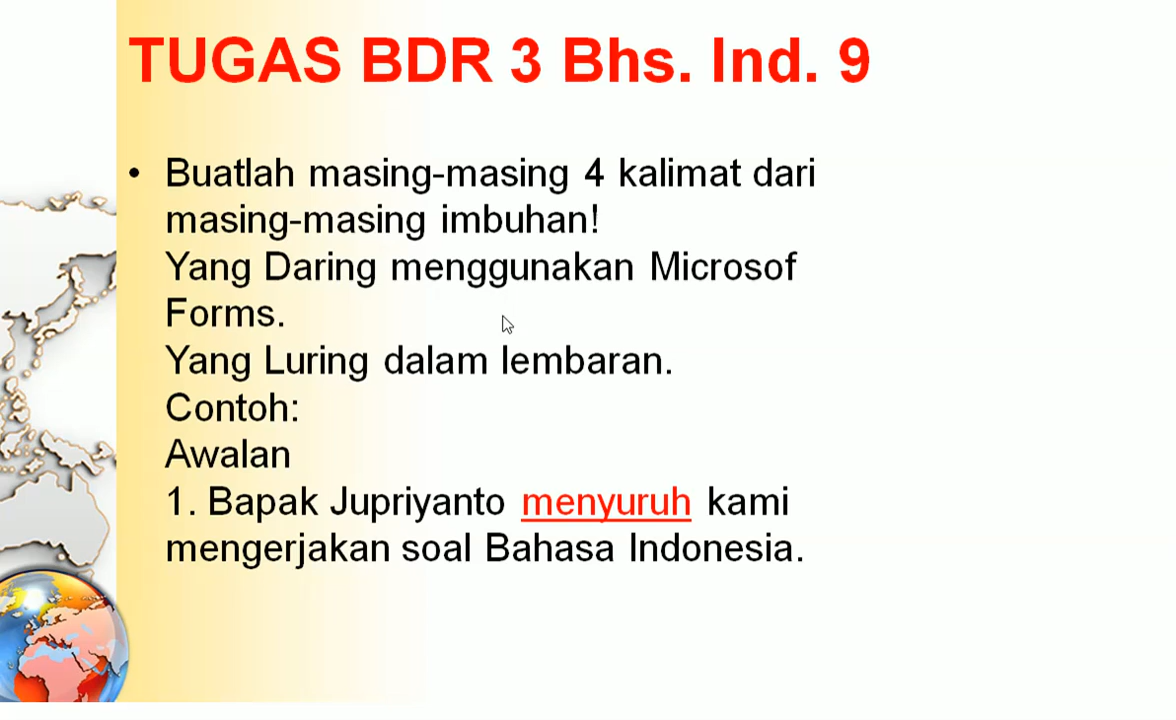 TUGAS BDR 3 Bhs. Ind. 9
• Buatlah masing-masing 4 kalimat dari
masing-masing imbuhan!
Yang Daring menggunakan Microsof
Forms.
Yang Luring dalam lembaran.
Contoh:
Awalan
1. Bapak Jupriyanto menyuruh kami
mengerjakan soal Bahasa Indonesia.